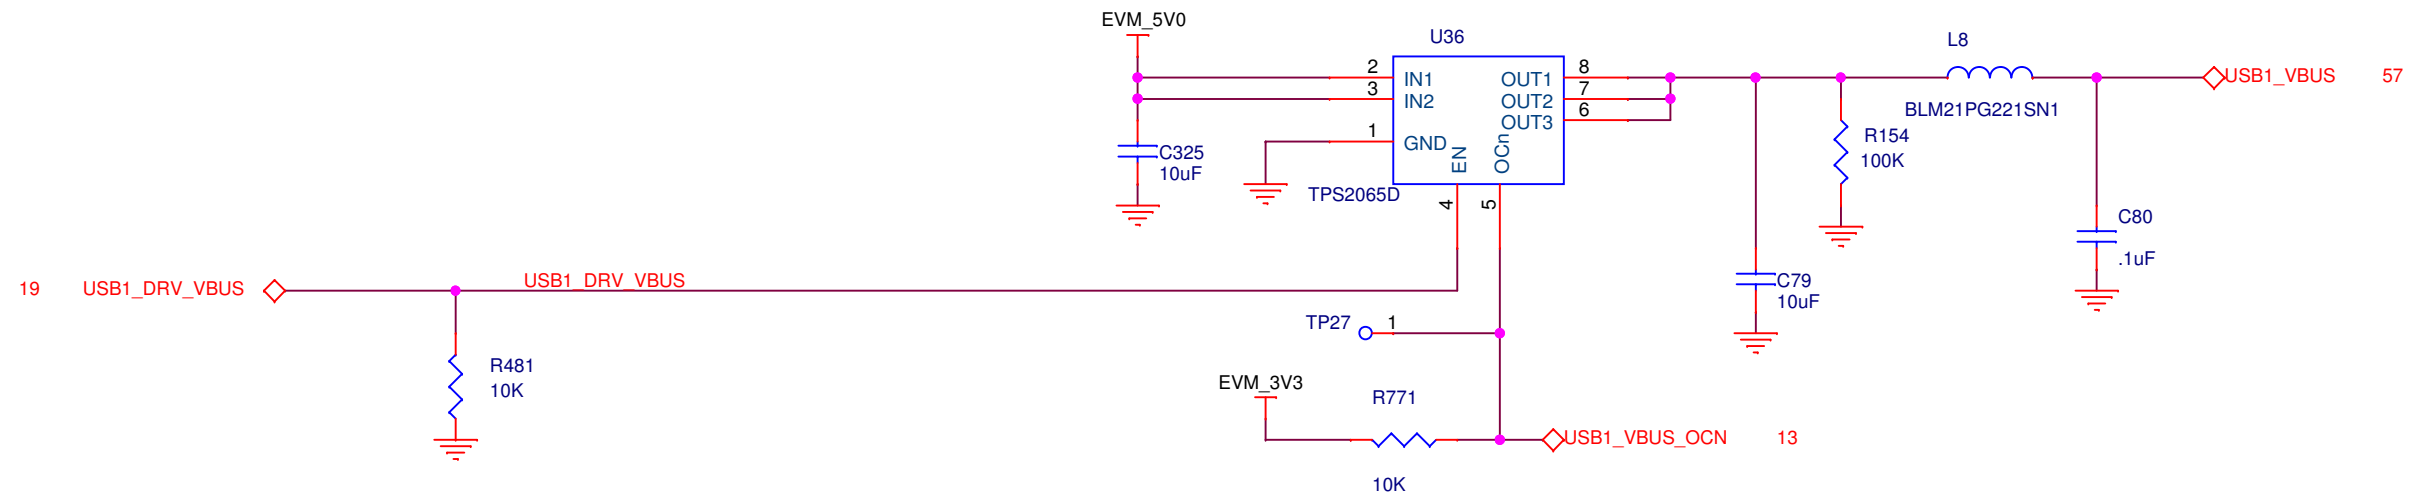 EVM_5V0
U36
L8
2
IN1
OUT1
8
USB1_VBUS
57
3
IN2
OUT2
7
BLM21PG221SN1
OUT3
6
1
GND
EN
OCn
R154
100K
C325
10uF
TPS2065D
4
5
C80
.1uF
19
USB1_DRV_VBUS
USB1_DRV_VBUS
C79
10uF
TP27
1
R481
10K
EVM_3V3
R771
USB1_VBUS_OCN
13
10K